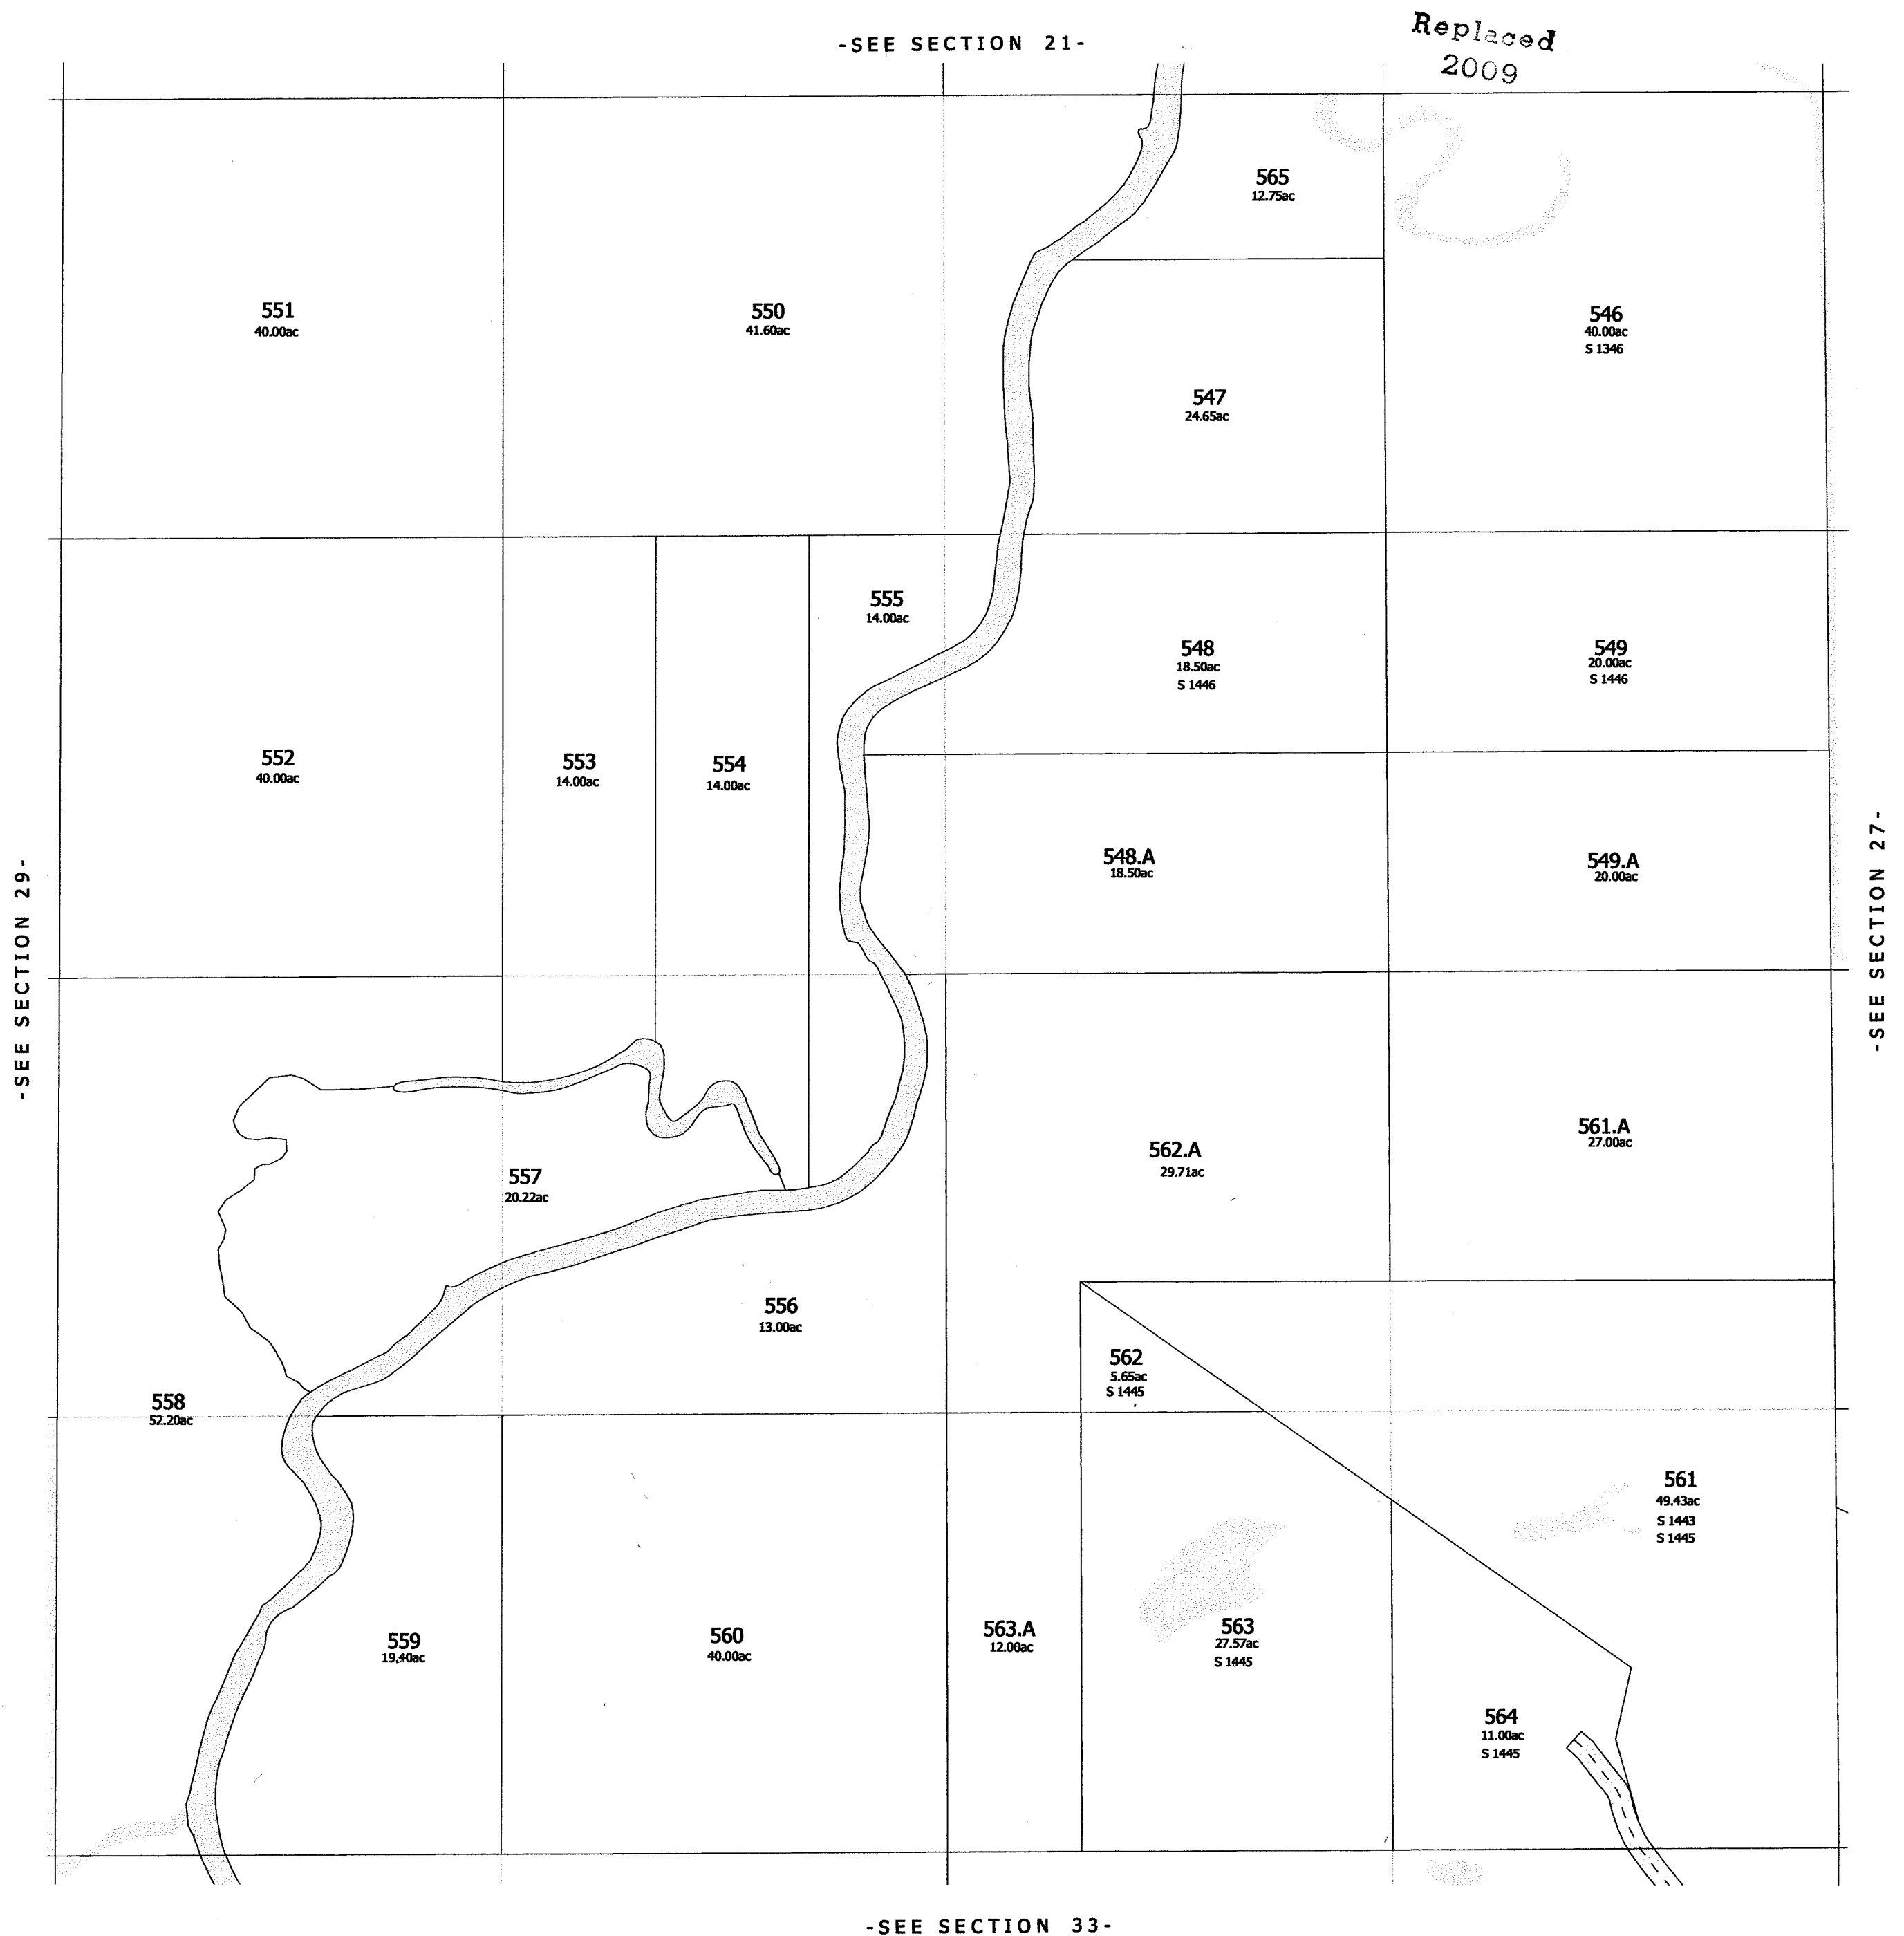 -SEE SECTION 21-
Replaced
2009
565
12.75ac
551
40.00ac
550
41.60ac
546
40.00ac
S 1346
547
24.65ac
555
14.00ac
548
18.50ac
S 1446
549
20.00ac
S 1446
552
40.00ac
553
14.00ac
554
14.00ac
548.A
18.50ac
549.A
20.00ac
-SEE SECTION 29-
-SEE SECTION 27-
557
20.22ac
562.A
29.71ac
561.A
27.00ac
556
13.00ac
562
5.65ac
S 1445
558
52.20ac
561
49.43ac
S 1443
S 1445
559
19.40ac
560
40.00ac
563.A
12.00ac
563
27.57ac
S 1445
564
11.00ac
S 1445
-SEE SECTION 33-